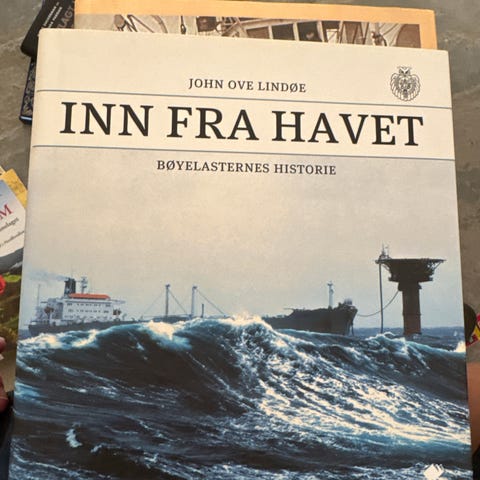 JOHN OVE LINDØE
INN FRA HAVET
BØYELASTERNES HISTORIE